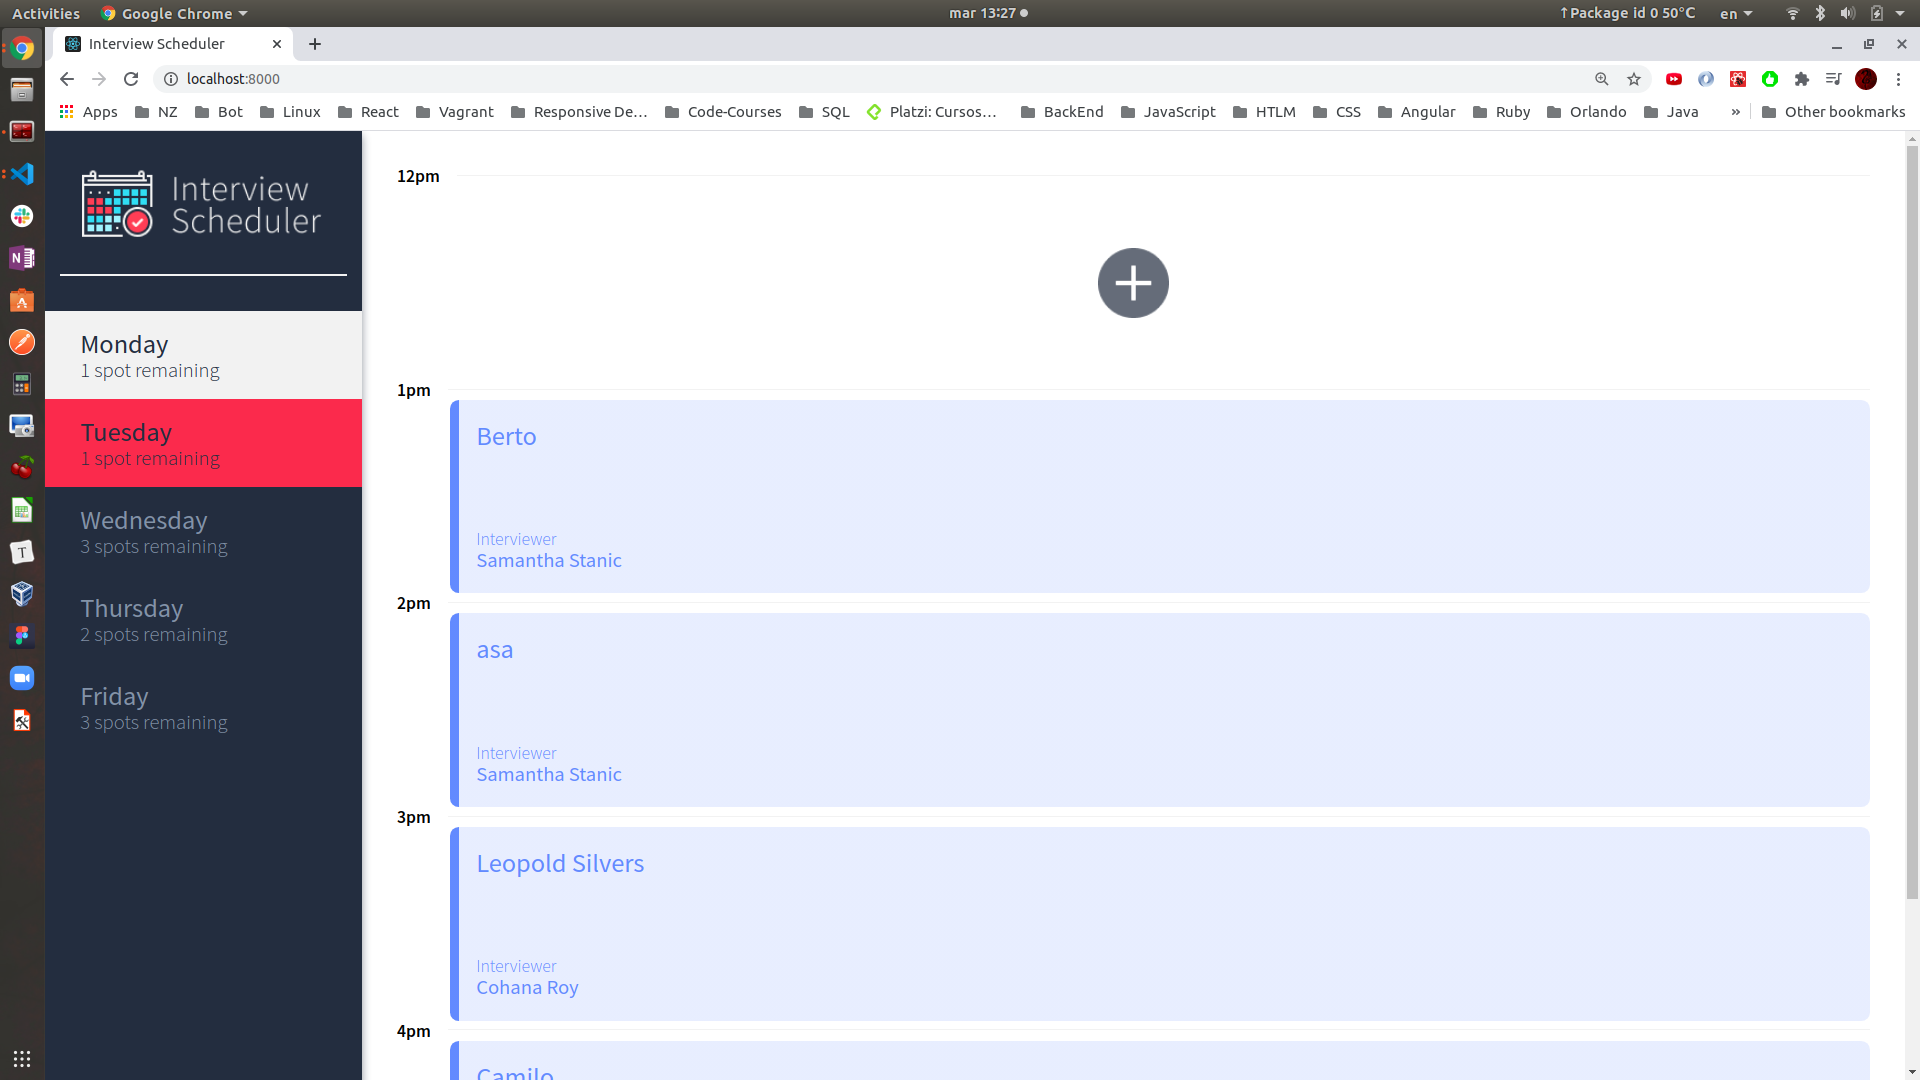 Activities
Google Chrome
mar 13:27
↑Package id 0 50°C
en
Interview Scheduler
localhost:8000
Apps
NZ
Bot
Linux
React
Vagrant
Responsive De...
Code-Courses
SQL
Platzi: Cursos...
BackEnd
JavaScript
HTLM
CSS
Angular
Ruby
Orlando
Java
»
Other bookmarks
Interview
Scheduler
Monday
1 spot remaining
Tuesday
1 spot remaining
Wednesday
3 spots remaining
Thursday
2 spots remaining
Friday
3 spots remaining
12pm
1pm
Berto
Interviewer
Samantha Stanic
2pm
asa
Interviewer
Samantha Stanic
3pm
Leopold Silvers
Interviewer
Cohana Roy
4pm
Camilo